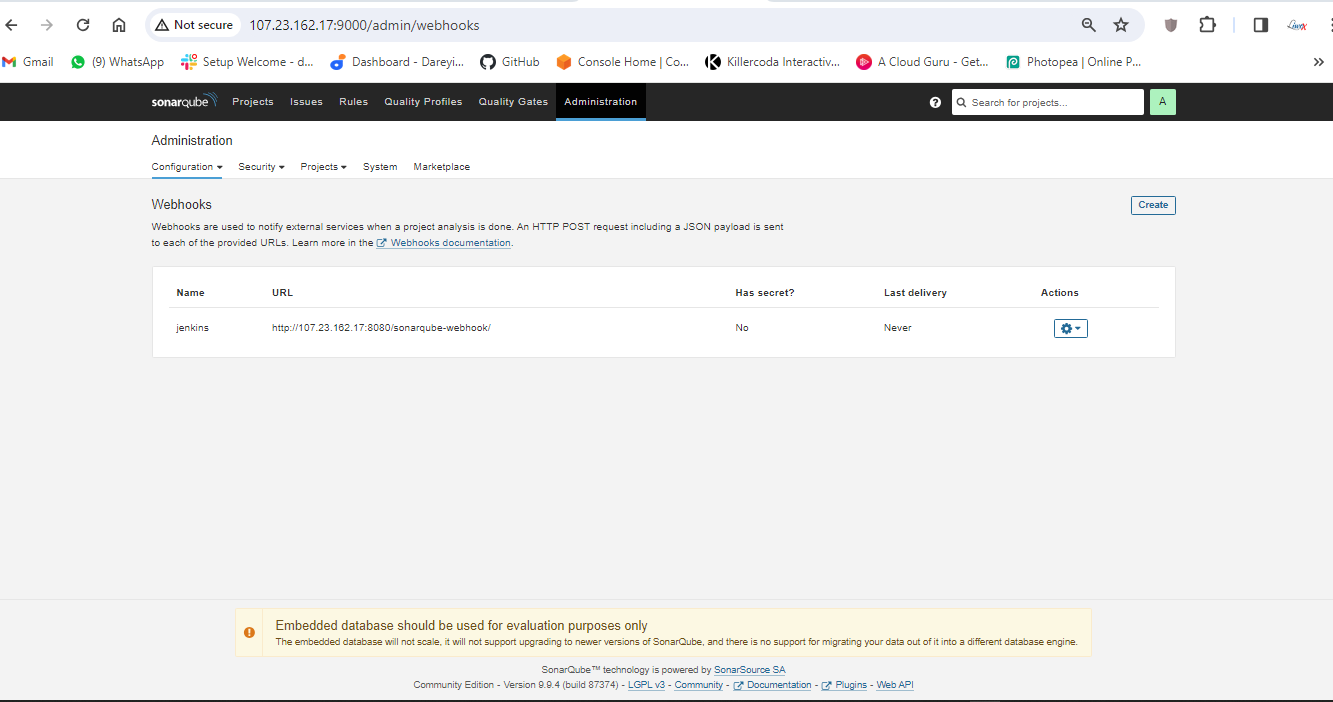 Not secure 107.23.162.17:9000/admin/webhooks
Gmail (9) WhatsApp Setup Welcome - d... Dashboard - Dareyi... GitHub Console Home | Co... Killercoda Interactiv... A Cloud Guru - Get... Photopea | Online P... »
sonarqube Projects Issues Rules Quality Profiles Quality Gates Administration ? Search for projects... A
Administration
Configuration Security Projects System Marketplace
Webhooks Create
Webhooks are used to notify external services when a project analysis is done. An HTTP POST request including a JSON payload is sent
to each of the provided URLs. Learn more in the Webhooks documentation.
Name URL Has secret? Last delivery Actions
jenkins http://107.23.162.17:8080/sonarqube-webhook/ No Never
Embedded database should be used for evaluation purposes only
The embedded database will not scale, it will not support upgrading to newer versions of SonarQube, and there is no support for migrating your data out of it into a different database engine.
SonarQube™ technology is powered by SonarSource SA
Community Edition - Version 9.9.4 (build 87374) - LGPL v3 - Community - Documentation - Plugins - Web API